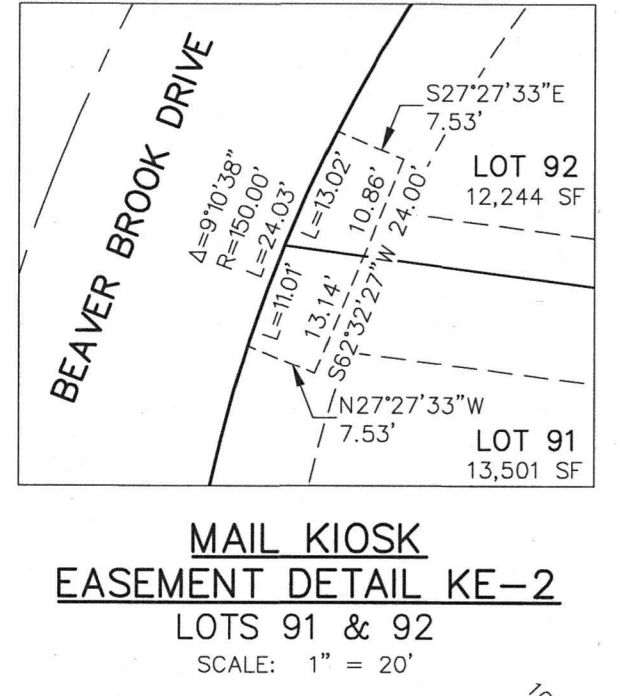 BEAVER BROOK DRIVE
Δ=9°10'38"
R=150.00'
L=24.03'
L=13.02'
10.86'
S27°27'33"E
7.53'
LOT 92
12,244 SF
L=11.01'
13.14'
S62°32'27"W 24.00'
N27°27'33"W
7.53'
LOT 91
13,501 SF
MAIL KIOSK
EASEMENT DETAIL KE-2
LOTS 91 & 92
SCALE: 1" = 20'